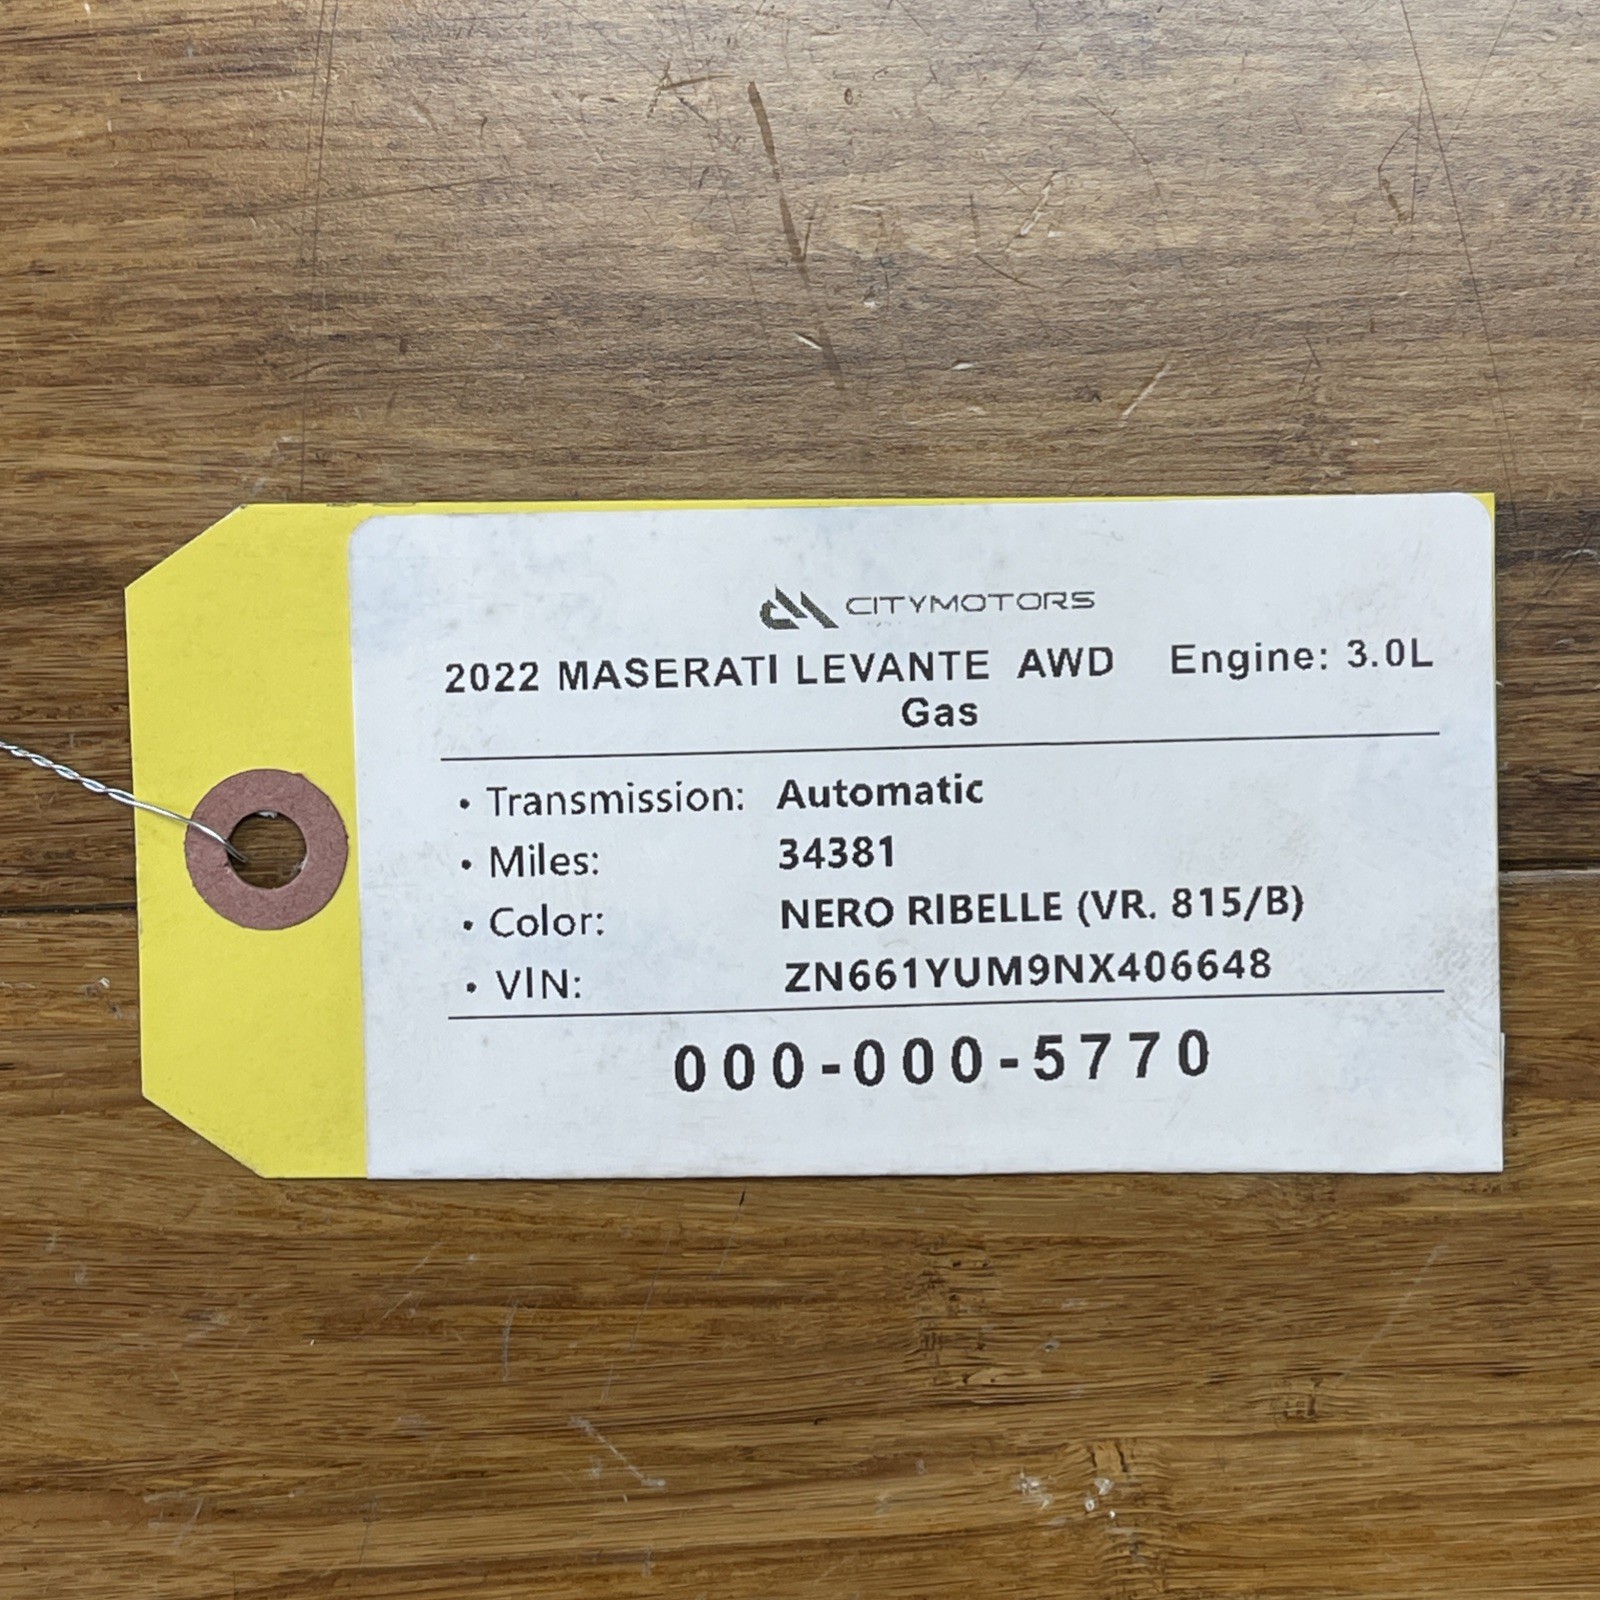 CITYMOTORS
2022 MASERATI LEVANTE AWD Engine: 3.0L
Gas
• Transmission: Automatic
• Miles: 34381
• Color: NERO RIBELLE (VR. 815/B)
• VIN: ZN661YUM9NX406648
000-000-5770